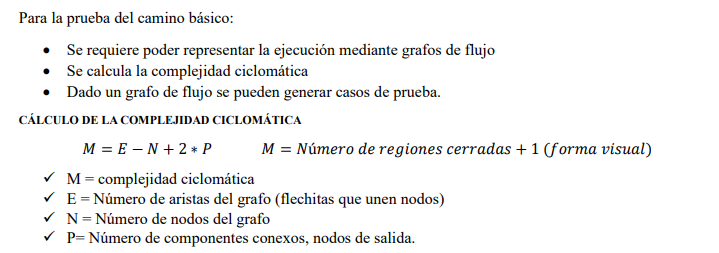 Para la prueba del camino básico:
• Se requiere poder representar la ejecución mediante grafos de flujo
• Se calcula la complejidad ciclomática
• Dado un grafo de flujo se pueden generar casos de prueba.
CÁLCULO DE LA COMPLEJIDAD CICLOMÁTICA
M = E − N + 2 ∗ P M = Número de regiones cerradas + 1 (forma visual)
✓ M = complejidad ciclomática
✓ E = Número de aristas del grafo (flechitas que unen nodos)
✓ N = Número de nodos del grafo
✓ P= Número de componentes conexos, nodos de salida.